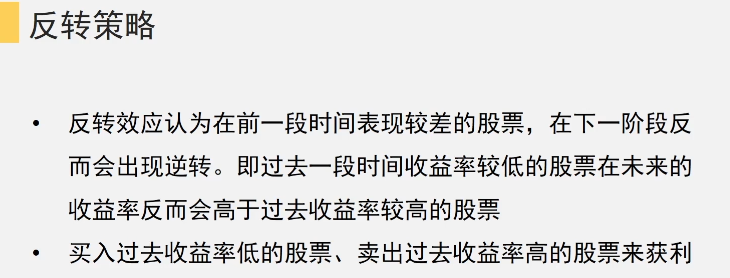 反转策略
• 反转效应认为在前一段时间表现较差的股票，在下一阶段反
而会出现逆转。即过去一段时间收益率较低的股票在未来的
收益率反而会高于过去收益率较高的股票
• 买入过去收益率低的股票、卖出过去收益率高的股票来获利